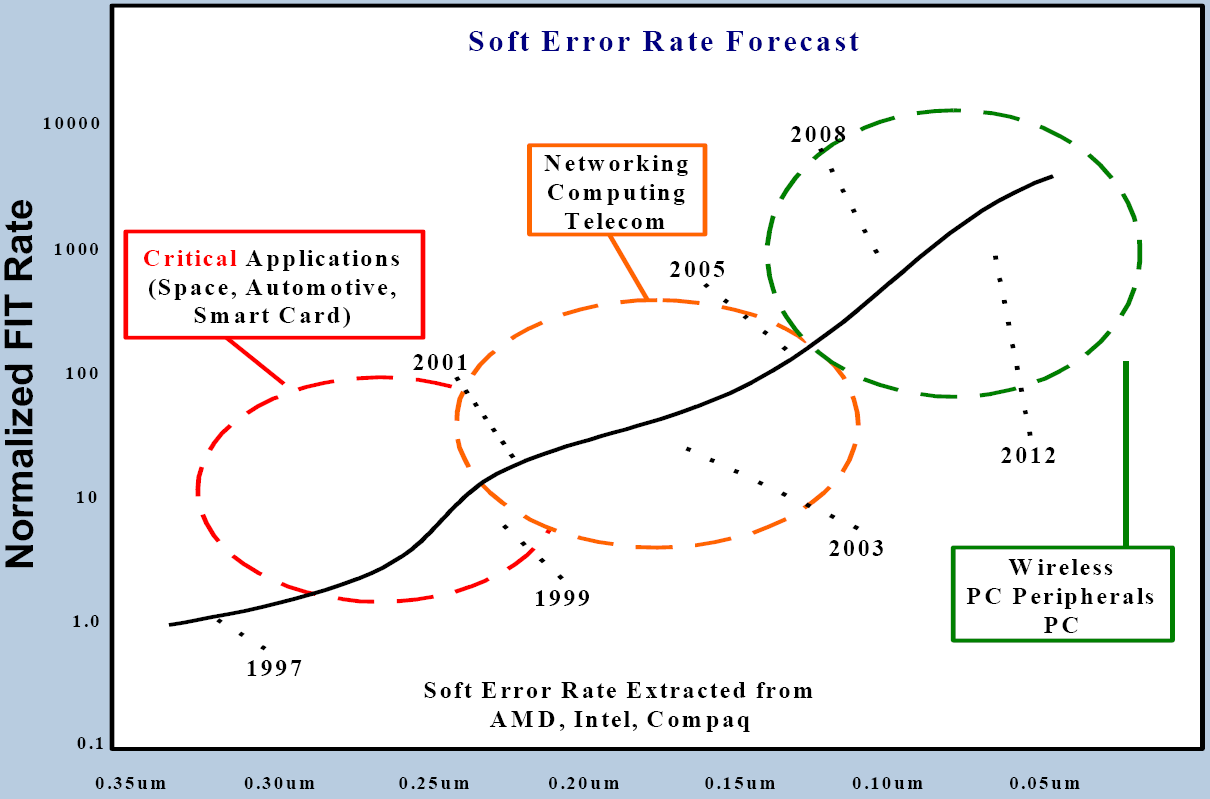 Soft Error Rate Forecast
Normalized FIT Rate
10000
1000
100
10
1.0
0.1
Critical Applications
(Space, Automotive,
Smart Card)
Networking
Computing
Telecom
Wireless
PC Peripherals
PC
1997
1999
2001
2003
2005
2008
2012
Soft Error Rate Extracted from
AMD, Intel, Compaq
0.35um 0.30um 0.25um 0.20um 0.15um 0.10um 0.05um